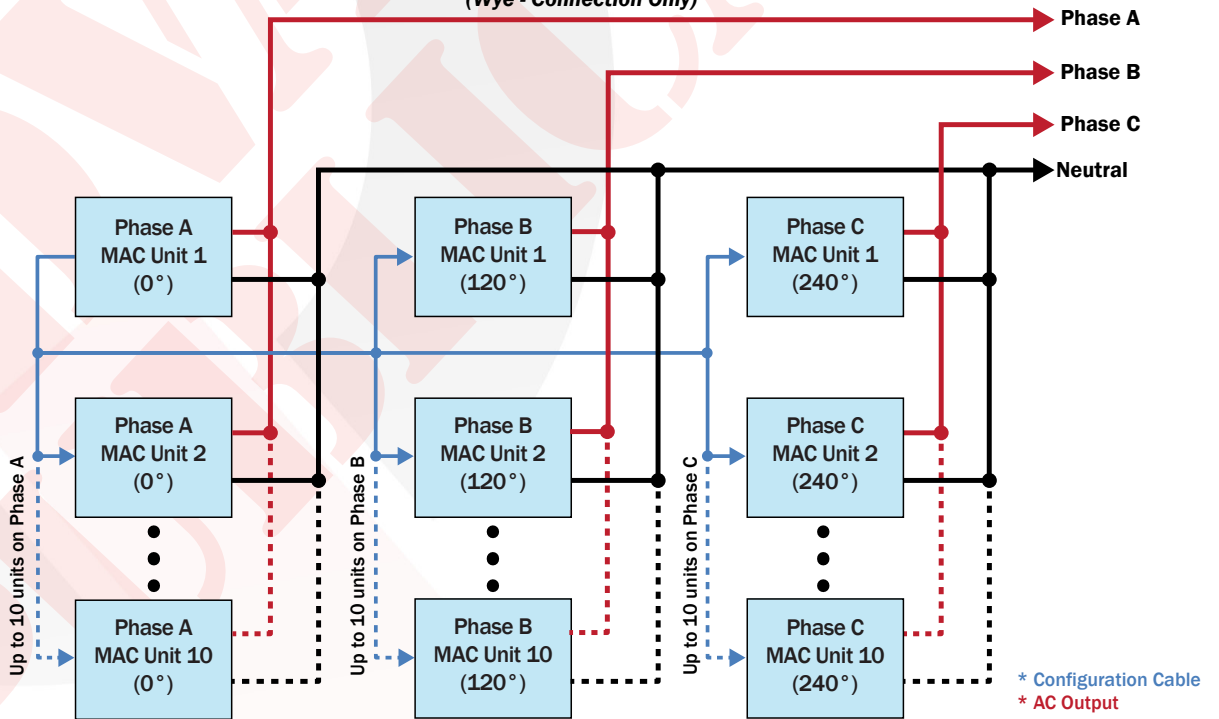 (Wye - Connection Only)
Phase A
Phase B
Phase C
Neutral
Phase A
MAC Unit 1
(0°)
Phase B
MAC Unit 1
(120°)
Phase C
MAC Unit 1
(240°)
Phase A
MAC Unit 2
(0°)
Phase B
MAC Unit 2
(120°)
Phase C
MAC Unit 2
(240°)
Up to 10 units on Phase A
Up to 10 units on Phase B
Up to 10 units on Phase C
Phase A
MAC Unit 10
(0°)
Phase B
MAC Unit 10
(120°)
Phase C
MAC Unit 10
(240°)
* Configuration Cable
* AC Output